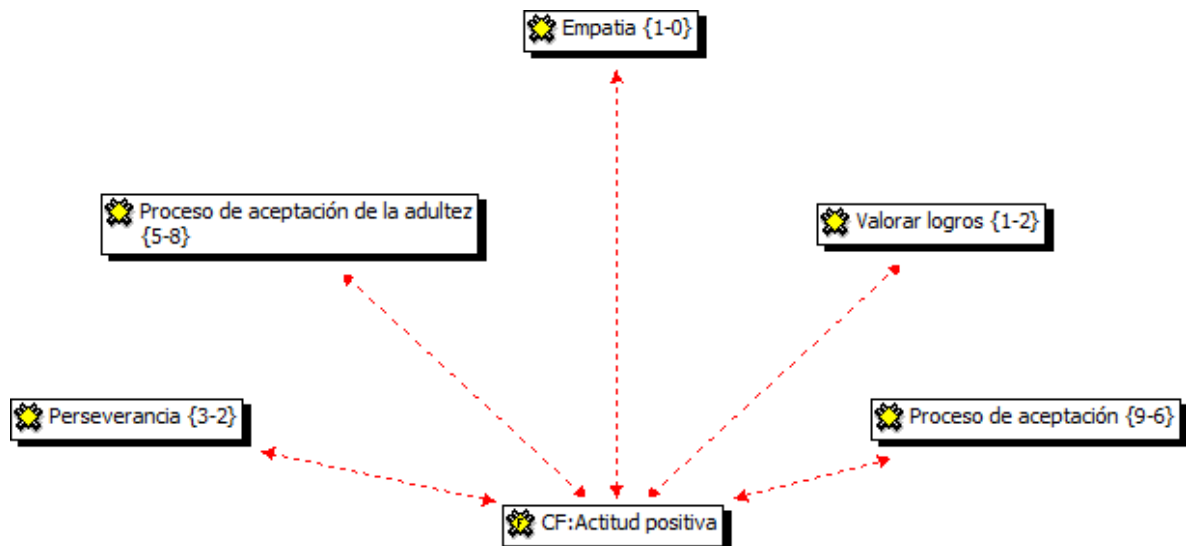 Empatia {1-0}
Proceso de aceptación de la adultez
{5-8}
Valorar logros {1-2}
Perseverancia {3-2}
Proceso de aceptación {9-6}
CF:Actitud positiva